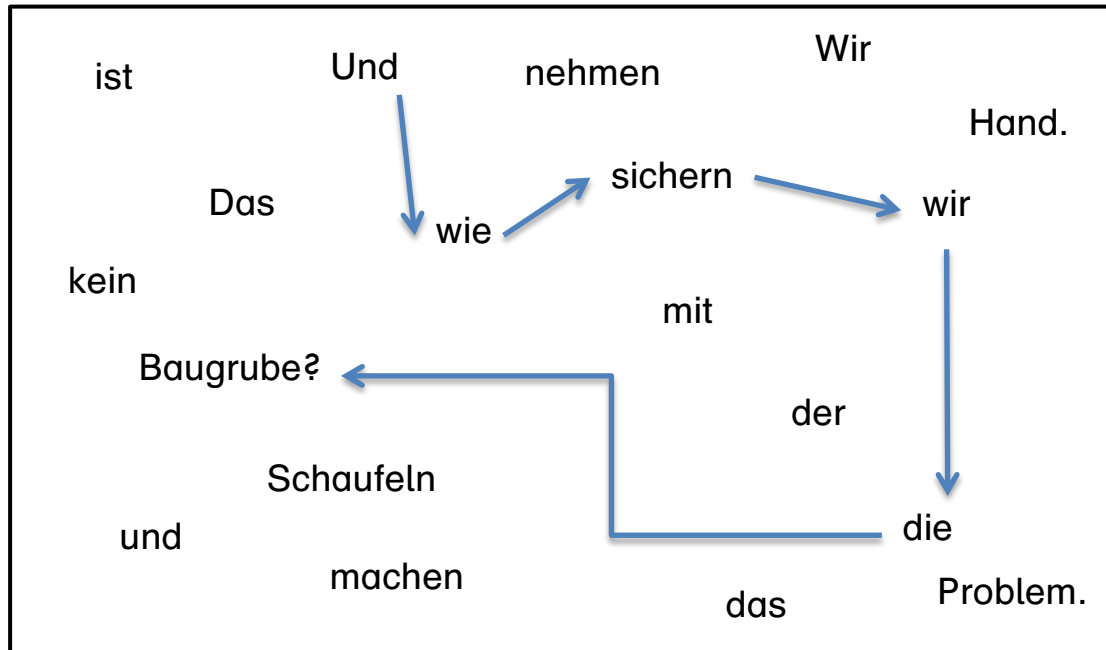 Wir
Und
nehmen
ist
Hand.
sichern
Das
wir
wie
kein
mit
Baugrube?
der
Schaufeln
die
und
machen
Problem.
das